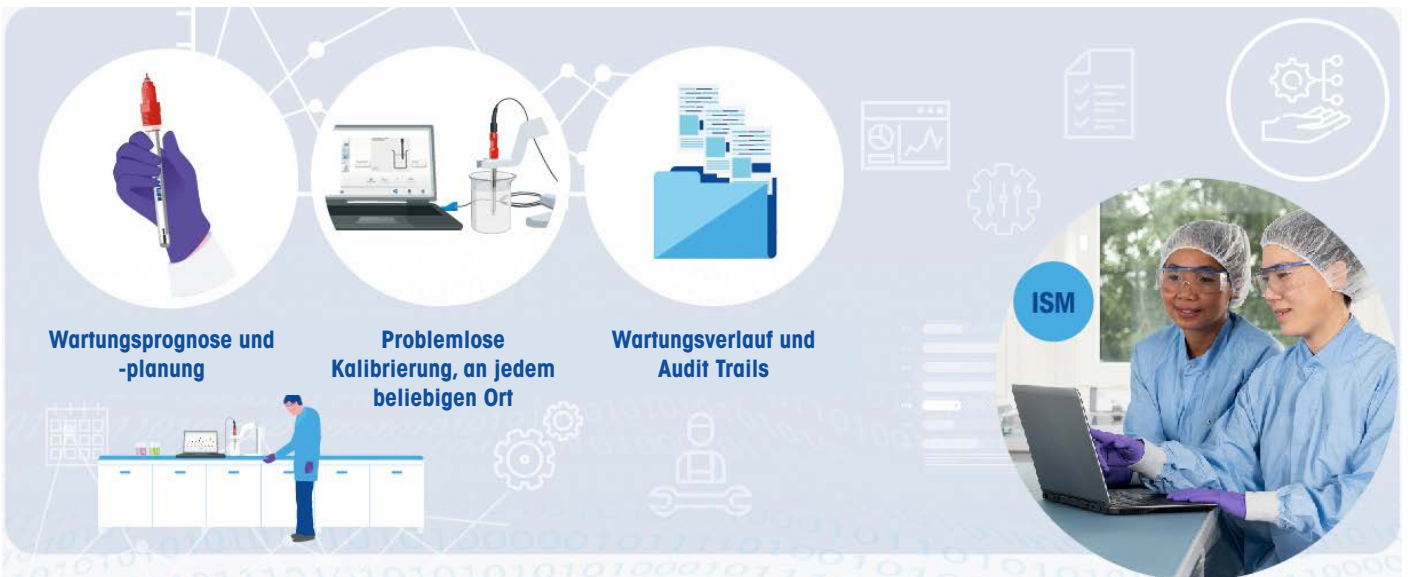 Wartungsprognose und
-planung
Problemlose
Kalibrierung, an jedem
beliebigen Ort
Wartungsverlauf und
Audit Trails
ISM